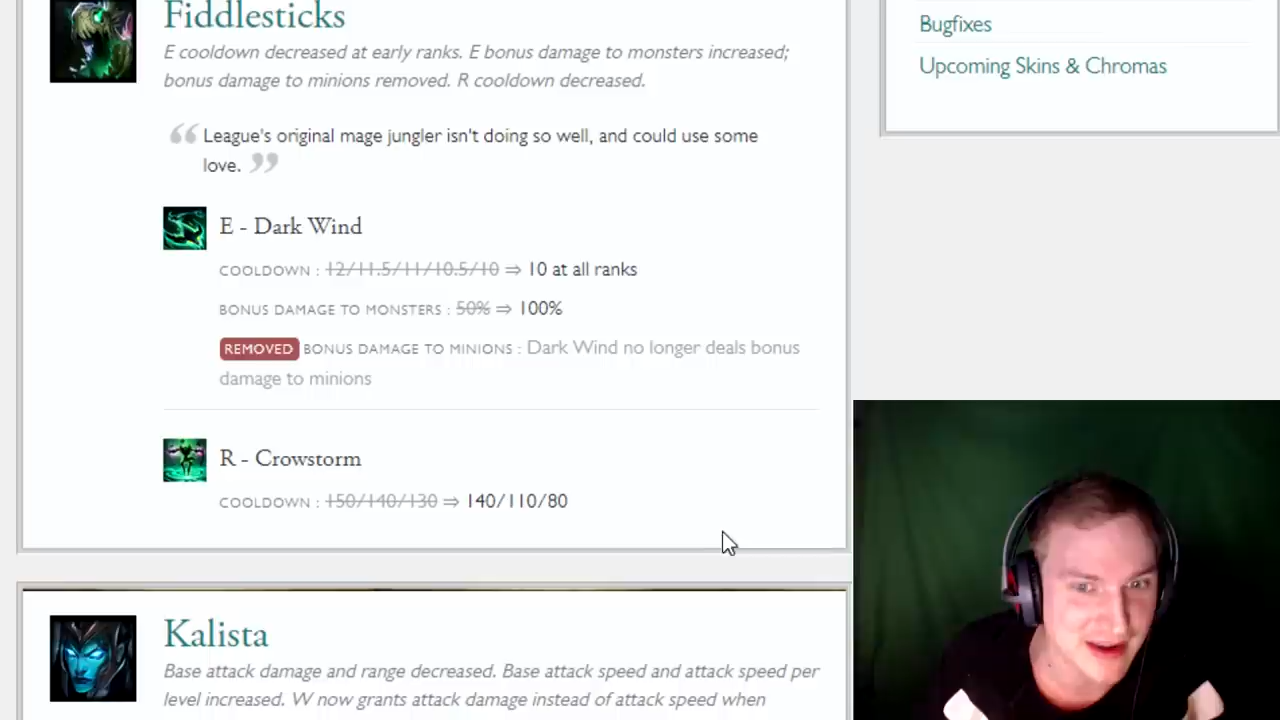 Fiddlesticks
E cooldown decreased at early ranks. E bonus damage to monsters increased;
bonus damage to minions removed. R cooldown decreased.
“ League's original mage jungler isn't doing so well, and could use some
love. ”
E - Dark Wind
COOLDOWN : 12/11.5/11/10.5/10 ⇒ 10 at all ranks
BONUS DAMAGE TO MONSTERS : 50% ⇒ 100%
REMOVED BONUS DAMAGE TO MINIONS : Dark Wind no longer deals bonus
damage to minions
R - Crowstorm
COOLDOWN : 150/140/130 ⇒ 140/110/80
Kalista
Base attack damage and range decreased. Base attack speed and attack speed per
level increased. W now grants attack damage instead of attack speed when
Bugfixes
Upcoming Skins & Chromas